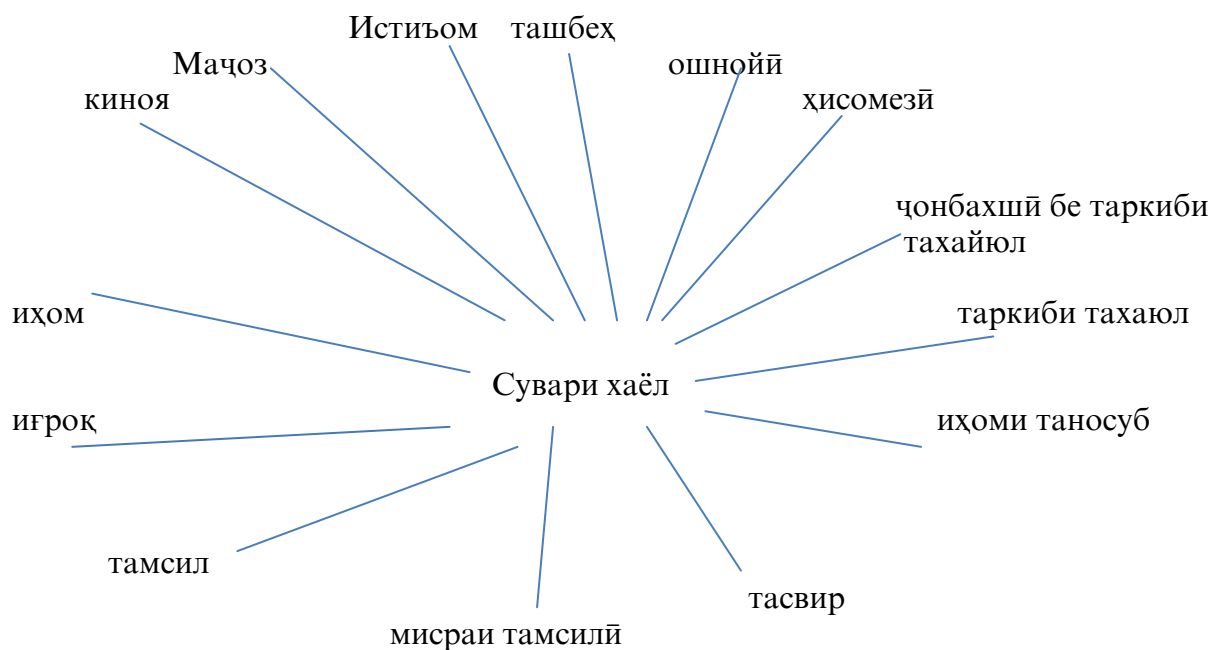 Истиъом ташбеҳ
Маҷоз
ошнойӣ
киноя
ҳисомезӣ
ҷонбахшӣ бе таркиби
тахайюл
иҳом
таркиби тахаюл
Сувари хаёл
иғроқ
иҳоми таносуб
тамсил
тасвир
мисраи тамсилӣ